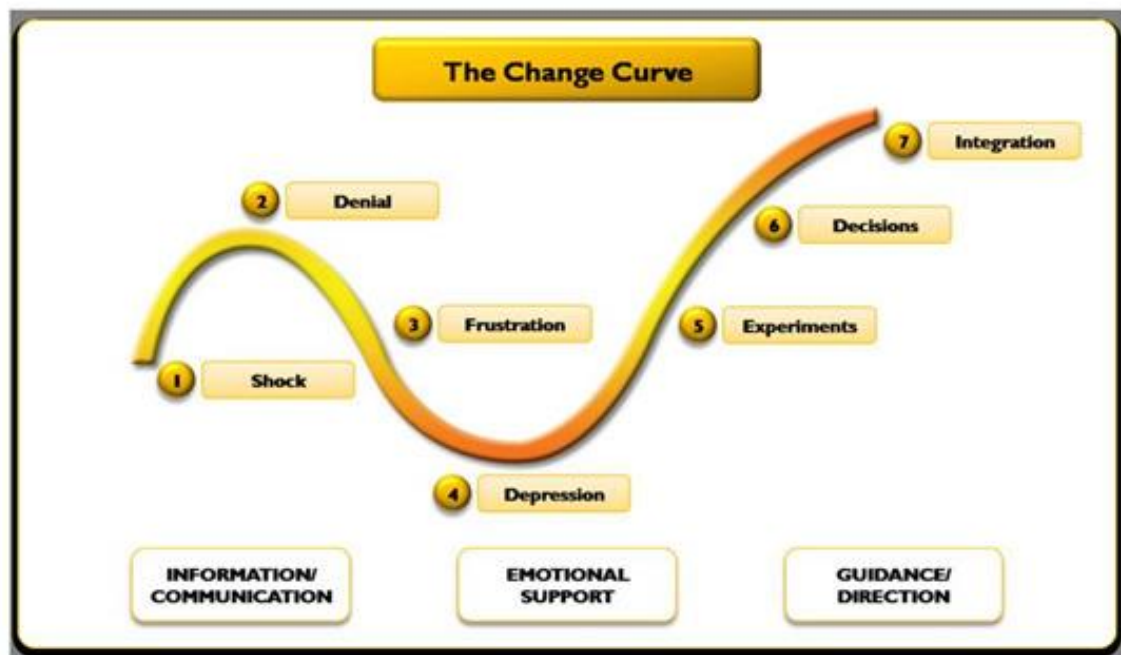 The Change Curve
7 Integration
2 Denial
6 Decisions
3 Frustration
5 Experiments
1 Shock
4 Depression
INFORMATION/
COMMUNICATION
EMOTIONAL
SUPPORT
GUIDANCE/
DIRECTION